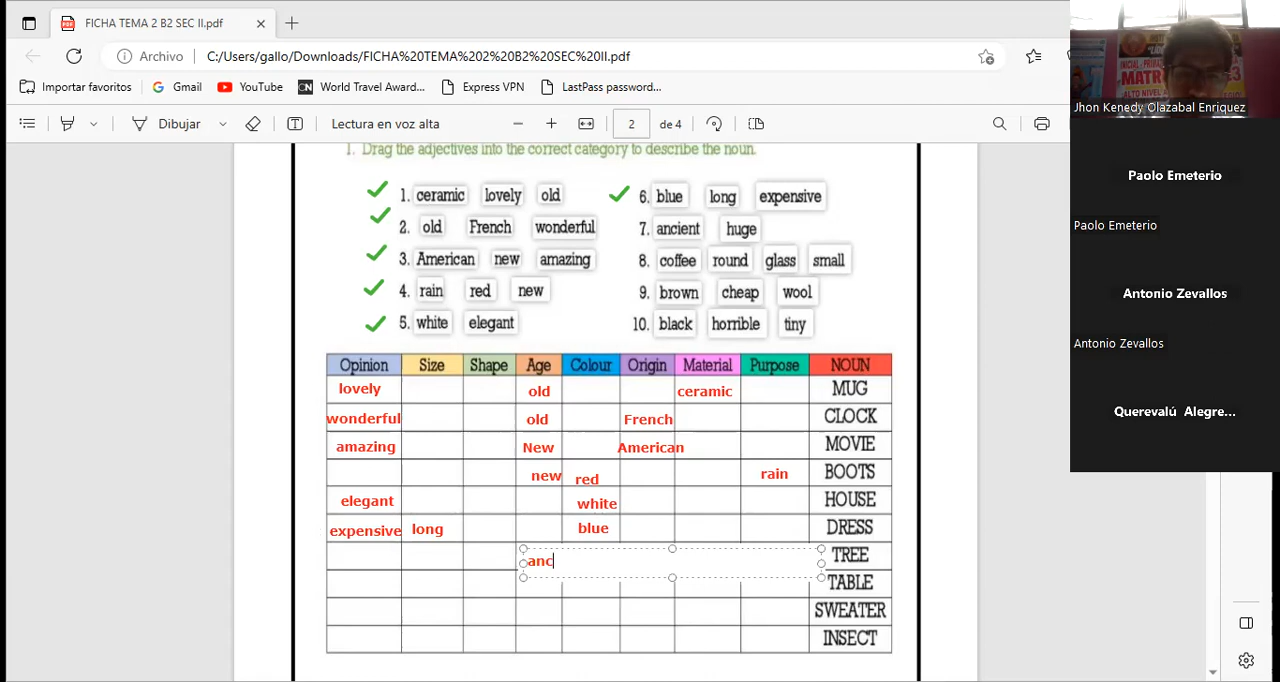 FICHA TEMA 2 B2 SEC II.pdf
Archivo C:/Users/gallo/Downloads/FICHA%20TEMA%202%20B2%20SEC%20II.pdf
Importar favoritos Gmail YouTube World Travel Award... Express VPN LastPass password...
Dibujar Lectura en voz alta 2 de 4
1. Drag the adjectives into the correct category to describe the noun.
1. ceramic lovely old 6. blue long expensive
2. old French wonderful 7. ancient huge
3. American new amazing 8. coffee round glass small
4. rain red new 9. brown cheap wool
5. white elegant 10. black horrible tiny
Opinion Size Shape Age Colour Origin Material Purpose NOUN
lovely old ceramic MUG
wonderful old French CLOCK
amazing New American MOVIE
new red rain BOOTS
elegant white HOUSE
expensive long blue DRESS
anc TREE
TABLE
SWEATER
INSECT
INICIAL - PRIMA
MATR
ALTO NIVEL A
Jhon Kenedy Olazabal Enriquez
Paolo Emeterio
Paolo Emeterio
Antonio Zevallos
Antonio Zevallos
Querevalú Alegre...